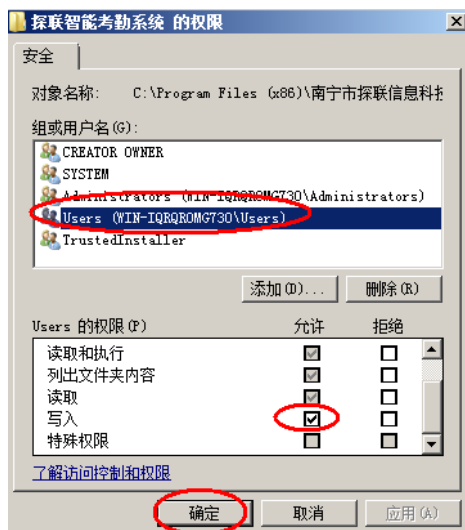 探联智能考勤系统 的权限
安全
对象名称: C:\Program Files (x86)\南宁市探联信息科技
组或用户名(G):
CREATOR OWNER
SYSTEM
Administrators (WIN-IQRQROMG730\Administrators)
Users (WIN-IQRQROMG730\Users)
TrustedInstaller
添加(D)... 删除(R)
Users 的权限(P) 允许 拒绝
读取和执行
列出文件夹内容
读取
写入
特殊权限
了解访问控制和权限
确定 取消 应用(A)